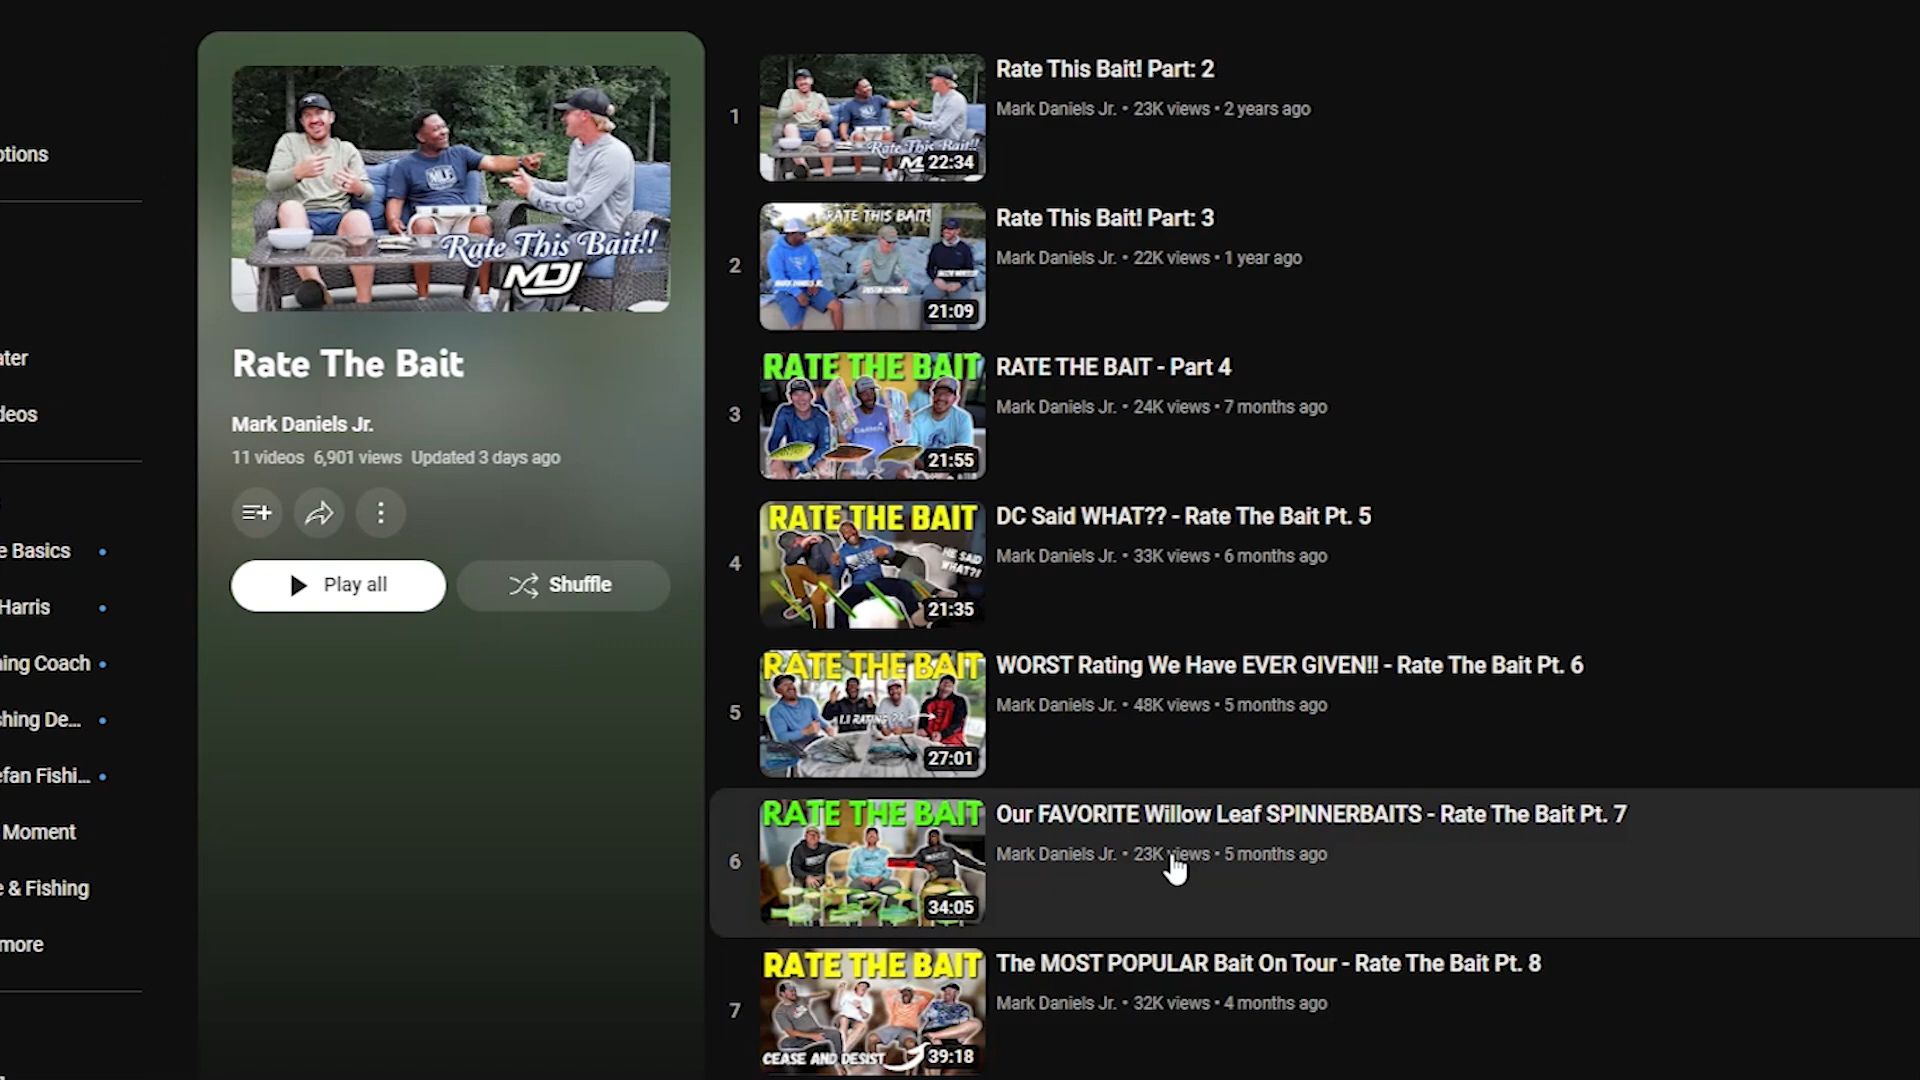 ptions
ater
deos
e Basics
Harris
ning Coach
shing De...
efan Fishi...
Moment
e & Fishing
more
Rate This Bait!!
MDJ
Rate The Bait
Mark Daniels Jr.
11 videos 6,901 views Updated 3 days ago
Play all
Shuffle
1
Rate This Bait!!
22:34
Rate This Bait! Part: 2
Mark Daniels Jr. • 23K views • 2 years ago
2
RATE THIS BAIT!
21:09
Rate This Bait! Part: 3
Mark Daniels Jr. • 22K views • 1 year ago
3
RATE THE BAIT
21:55
RATE THE BAIT - Part 4
Mark Daniels Jr. • 24K views • 7 months ago
4
RATE THE BAIT
HE SAID
WHAT?!
21:35
DC Said WHAT?? - Rate The Bait Pt. 5
Mark Daniels Jr. • 33K views • 6 months ago
5
RATE THE BAIT
1.1 RATING ?!
27:01
WORST Rating We Have EVER GIVEN!! - Rate The Bait Pt. 6
Mark Daniels Jr. • 48K views • 5 months ago
6
RATE THE BAIT
34:05
Our FAVORITE Willow Leaf SPINNERBAITS - Rate The Bait Pt. 7
Mark Daniels Jr. • 23K views • 5 months ago
7
RATE THE BAIT
CEASE AND DESIST
39:18
The MOST POPULAR Bait On Tour - Rate The Bait Pt. 8
Mark Daniels Jr. • 32K views • 4 months ago